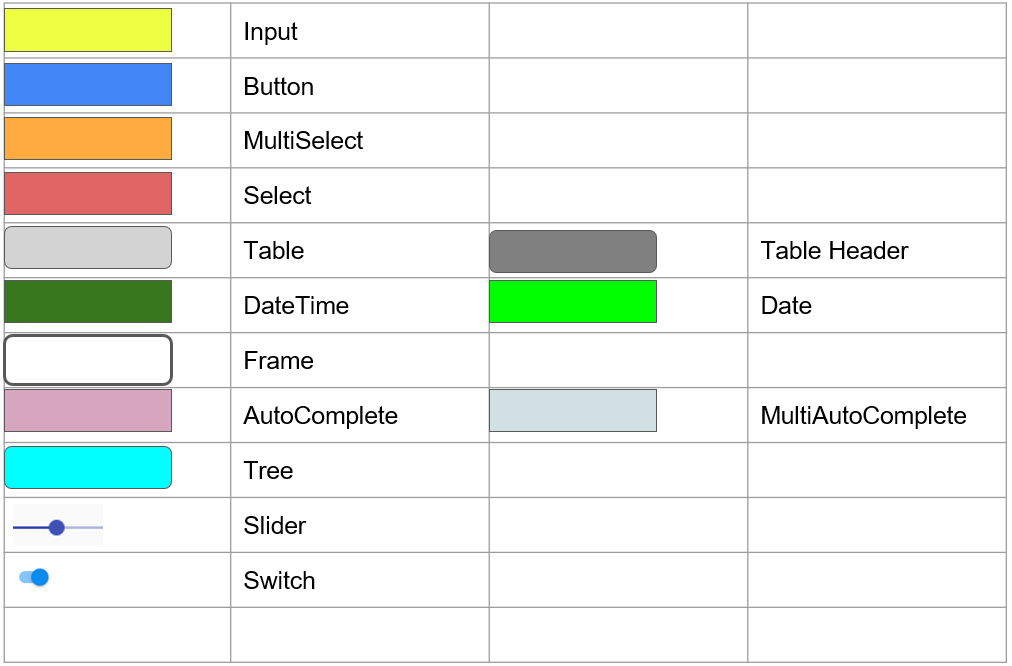 Input
Button
MultiSelect
Select
Table
Table Header
DateTime
Date
Frame
AutoComplete
MultiAutoComplete
Tree
Slider
Switch